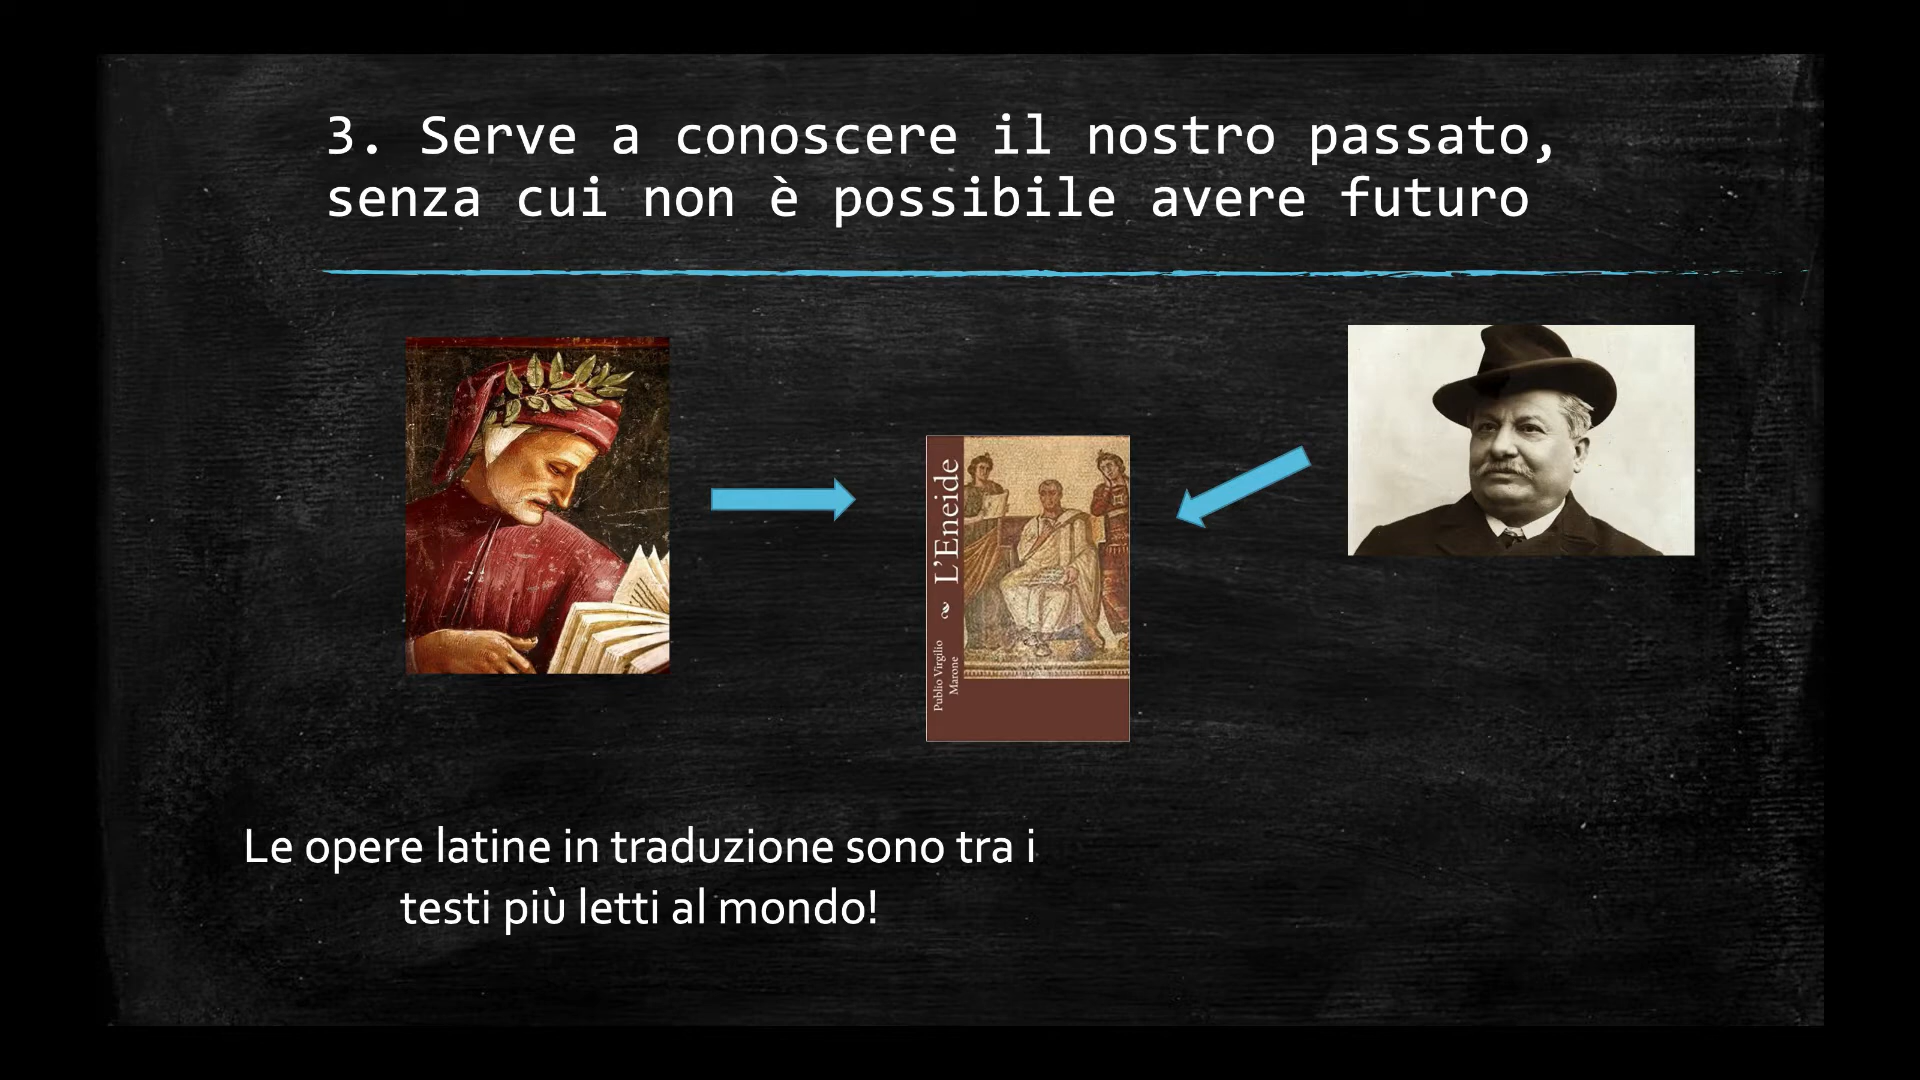 3. Serve a conoscere il nostro passato,
senza cui non è possibile avere futuro
L'Eneide
Publio Virgilio
Marone
Le opere latine in traduzione sono tra i
testi più letti al mondo!